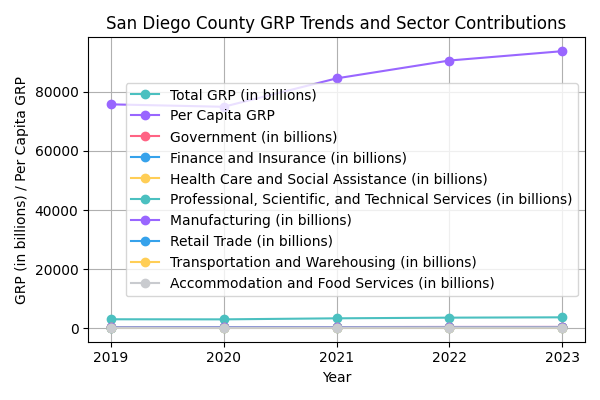 San Diego County GRP Trends and Sector Contributions
GRP (in billions) / Per Capita GRP
80000
60000
40000
20000
0
Total GRP (in billions)
Per Capita GRP
Government (in billions)
Finance and Insurance (in billions)
Health Care and Social Assistance (in billions)
Professional, Scientific, and Technical Services (in billions)
Manufacturing (in billions)
Retail Trade (in billions)
Transportation and Warehousing (in billions)
Accommodation and Food Services (in billions)
2019 2020 2021 2022 2023
Year